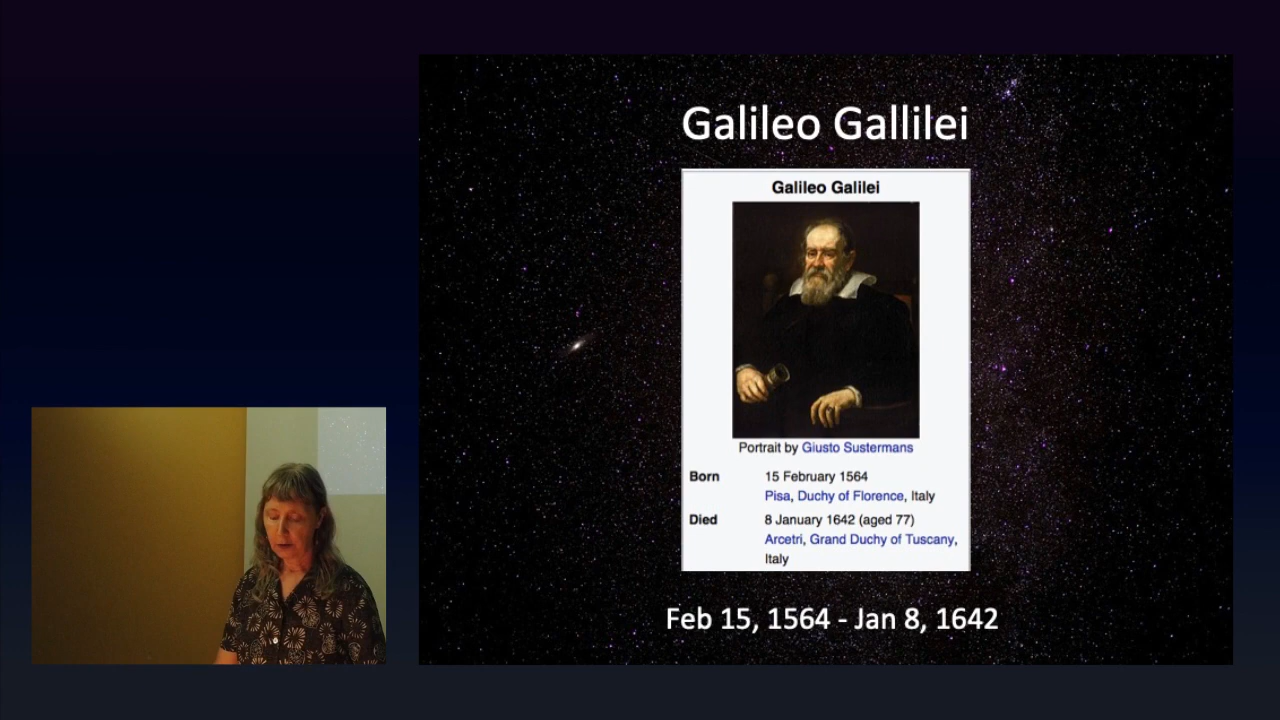 Galileo Gallilei
Galileo Galilei
Portrait by Giusto Sustermans
Born 15 February 1564
Pisa, Duchy of Florence, Italy
Died 8 January 1642 (aged 77)
Arcetri, Grand Duchy of Tuscany,
Italy
Feb 15, 1564 - Jan 8, 1642